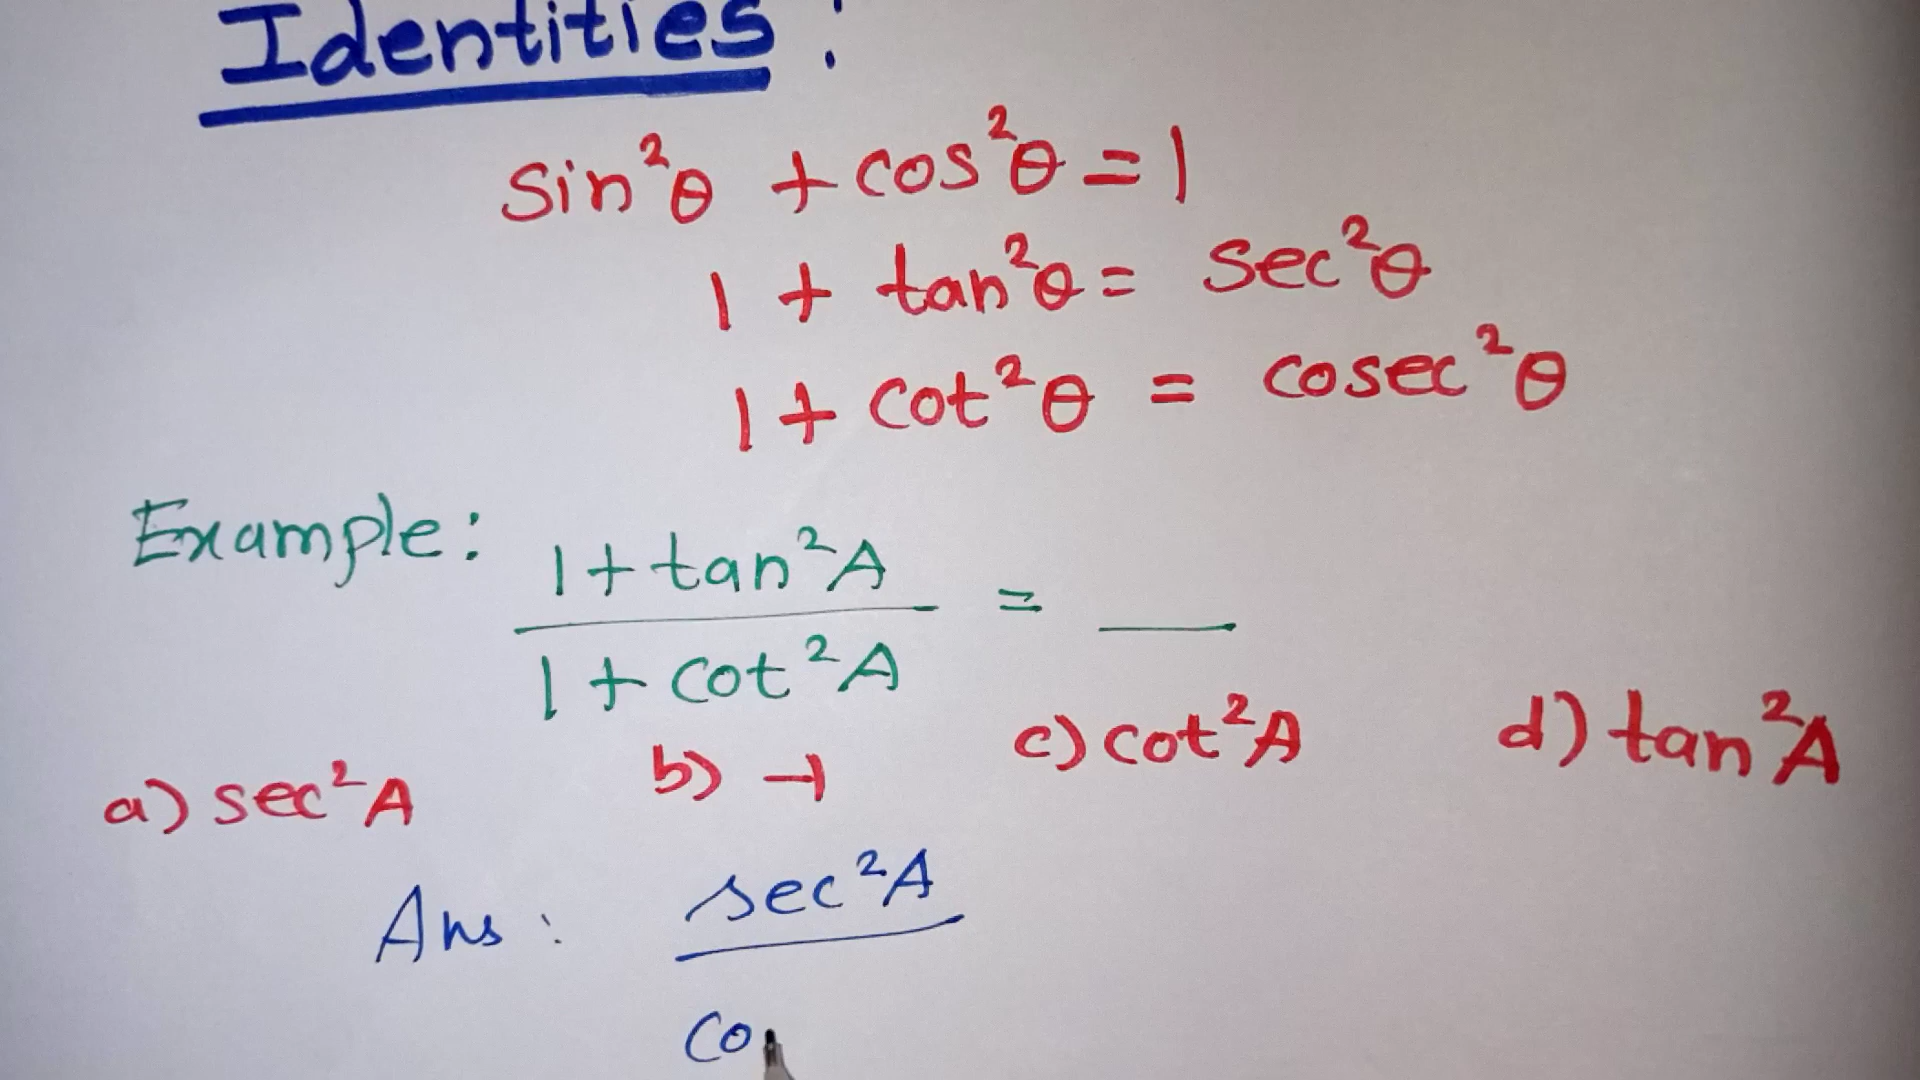 Identities :
sin²θ + cos²θ = 1
1 + tan²θ = sec²θ
1 + cot²θ = cosec²θ
Example:
1 + tan²A
= __
1 + cot²A
a) sec²A b) -1 c) cot²A d) tan²A
Ans : sec²A
co